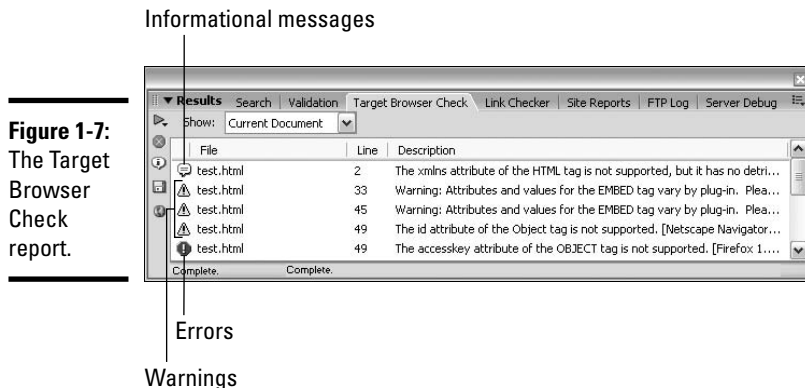 Informational messages
Figure 1-7:
The Target
Browser
Check
report.
Results Search Validation Target Browser Check Link Checker Site Reports FTP Log Server Debug
Show: Current Document
File Line Description
test.html 2 The xmlns attribute of the HTML tag is not supported, but it has no detri...
test.html 33 Warning: Attributes and values for the EMBED tag vary by plug-in. Plea...
test.html 45 Warning: Attributes and values for the EMBED tag vary by plug-in. Plea...
test.html 49 The id attribute of the Object tag is not supported. [Netscape Navigator...
test.html 49 The accesskey attribute of the OBJECT tag is not supported. [Firefox 1....
Complete. Complete.
Errors
Warnings